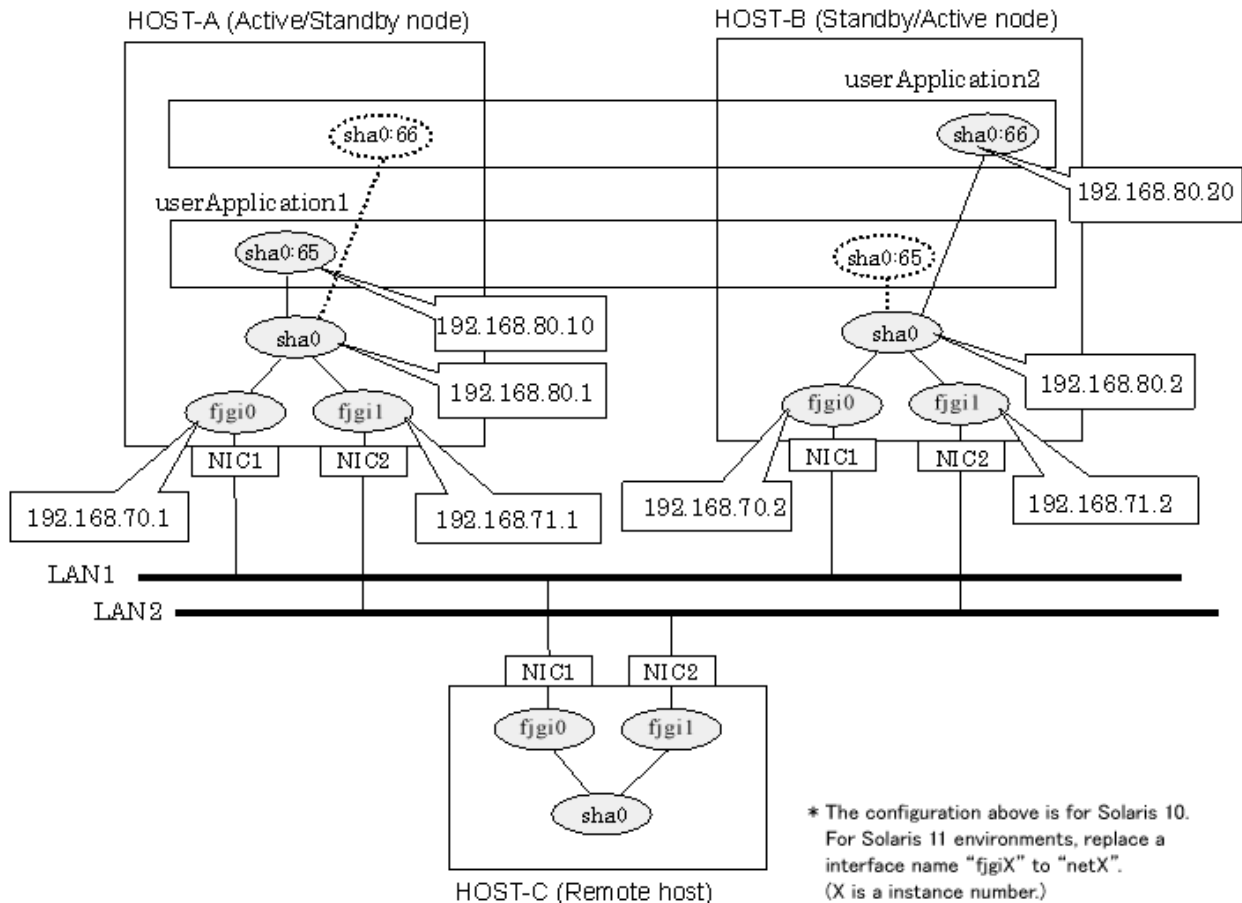 HOST-A (Active/Standby node)
HOST-B (Standby/Active node)
userApplication2
sha0:66
sha0:66
192.168.80.20
userApplication1
sha0:65
sha0:65
192.168.80.10
sha0
sha0
192.168.80.1
192.168.80.2
fjgi0
fjgi1
fjgi0
fjgi1
NIC1
NIC2
NIC1
NIC2
192.168.70.1
192.168.71.1
192.168.70.2
192.168.71.2
LAN1
LAN2
NIC1
NIC2
fjgi0
fjgi1
sha0
HOST-C (Remote host)
* The configuration above is for Solaris 10.
For Solaris 11 environments, replace a
interface name “fjgiX” to “netX”.
(X is a instance number.)